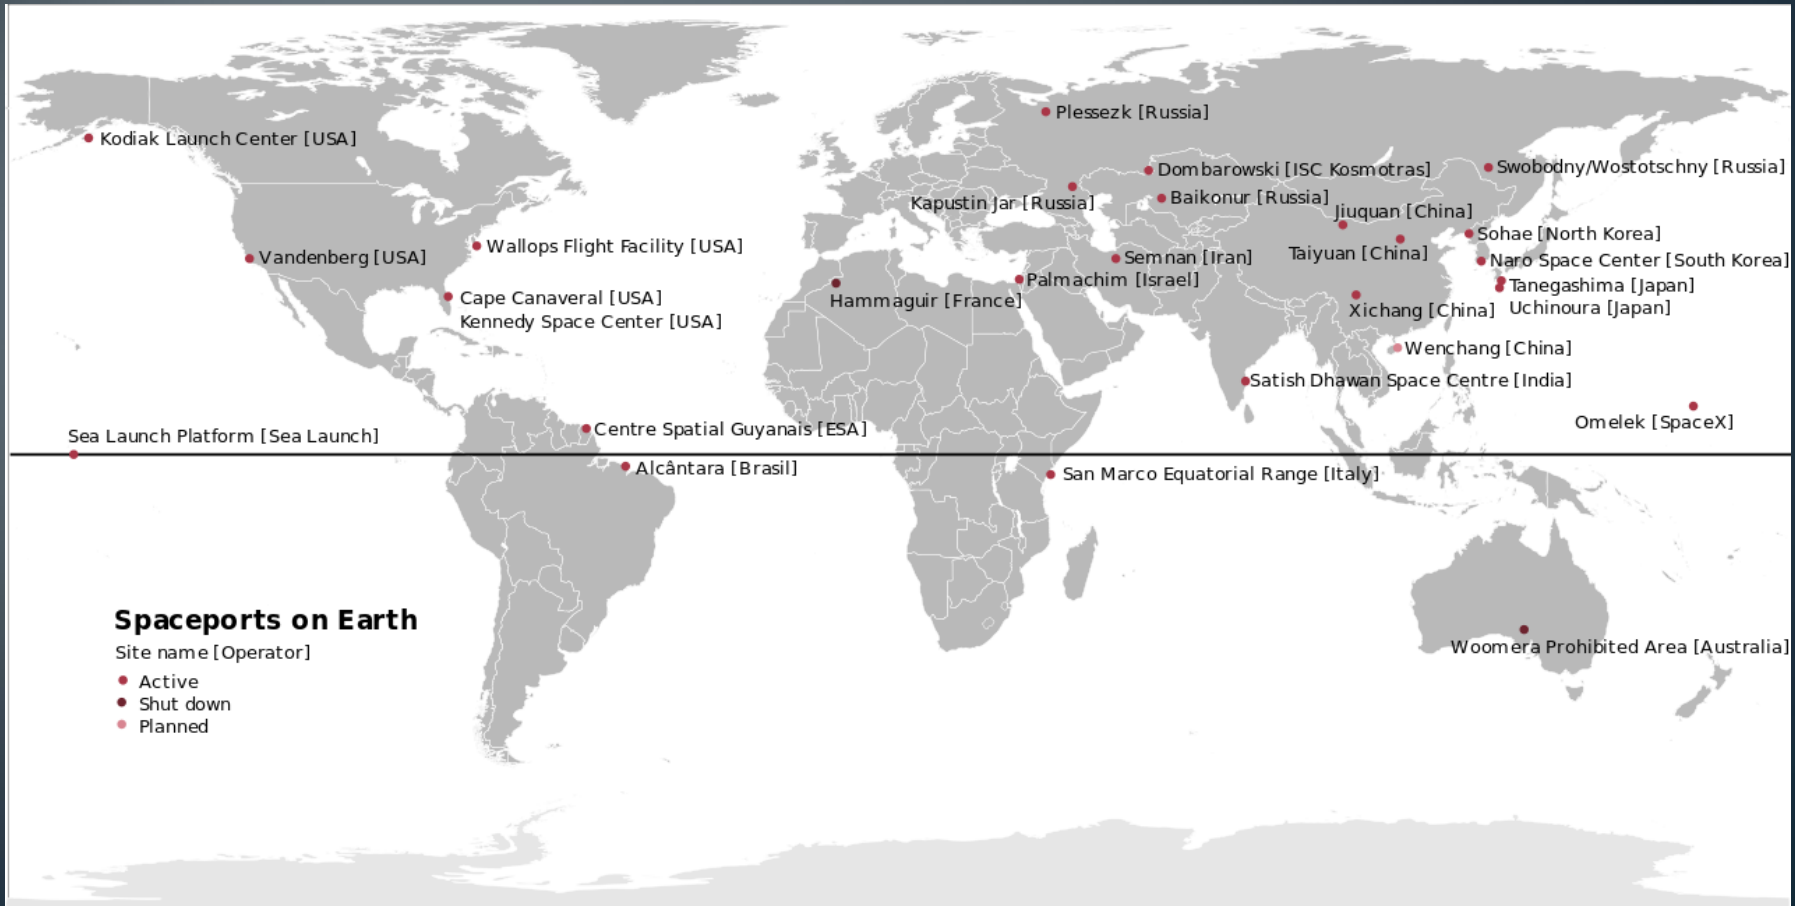 Plessezk [Russia]
Kodiak Launch Center [USA]
Dombarowski [ISC Kosmotras]
Swobodny/Wostotschny [Russia]
Kapustin Jar [Russia]
Baikonur [Russia]
Jiuquan [China]
Sohae [North Korea]
Wallops Flight Facility [USA]
Vandenberg [USA]
Semnan [Iran]
Taiyuan [China]
Naro Space Center [South Korea]
Palmachim [Israel]
Tanegashima [Japan]
Cape Canaveral [USA]
Kennedy Space Center [USA]
Hammaguir [France]
Xichang [China]
Uchinoura [Japan]
Wenchang [China]
Satish Dhawan Space Centre [India]
Omelek [SpaceX]
Sea Launch Platform [Sea Launch]
Centre Spatial Guyanais [ESA]
Alcântara [Brasil]
San Marco Equatorial Range [Italy]
Woomera Prohibited Area [Australia]
Spaceports on Earth
Site name [Operator]
Active
Shut down
Planned